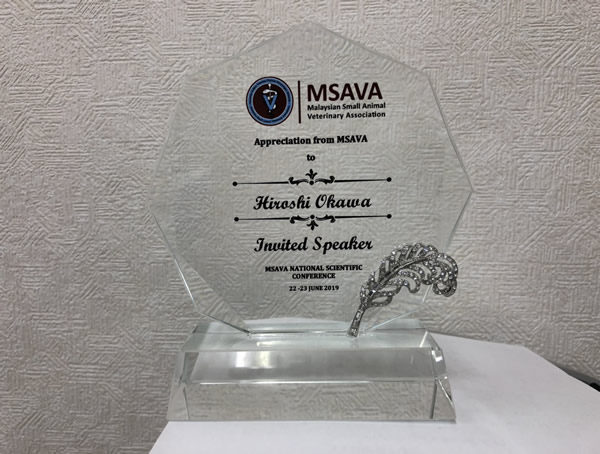 MSAVA
Malaysian Small Animal
Veterinary Association
Appreciation from MSAVA
to
Hiroshi Okawa
Invited Speaker
MSAVA NATIONAL SCIENTIFIC
CONFERENCE
22 -23 JUNE 2019